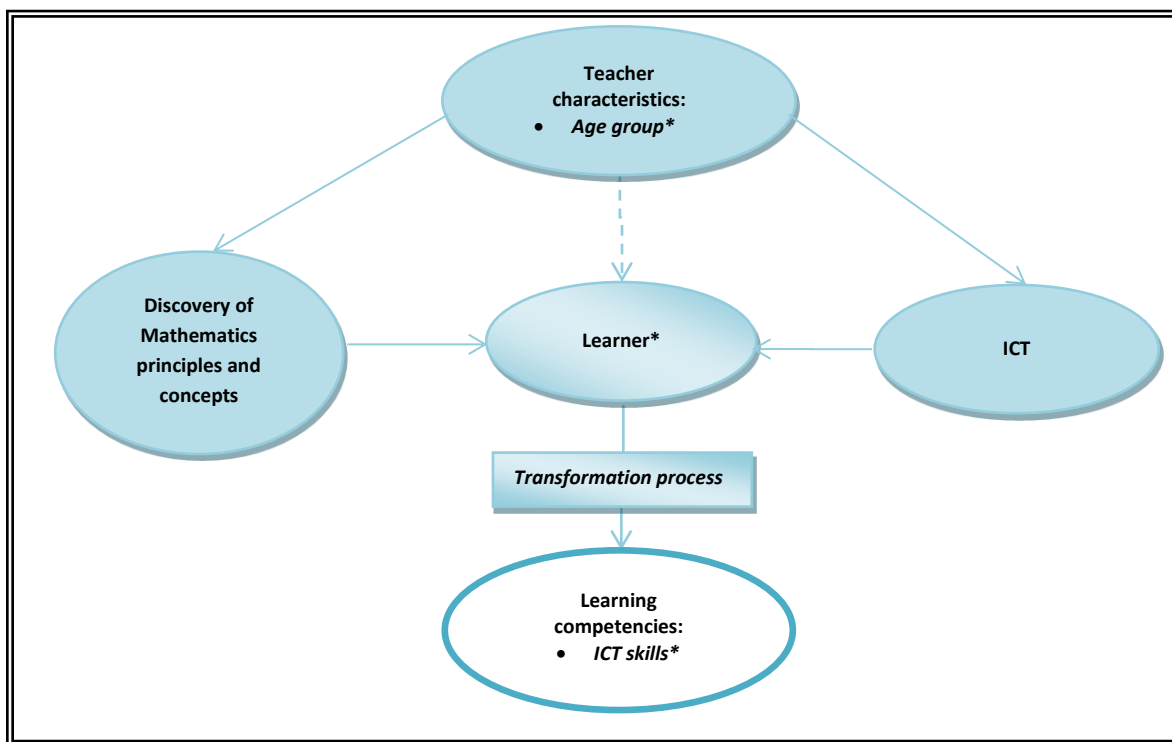 Teacher
characteristics:
• Age group*
Discovery of
Mathematics
principles and
concepts
Learner*
ICT
Transformation process
Learning
competencies:
• ICT skills*